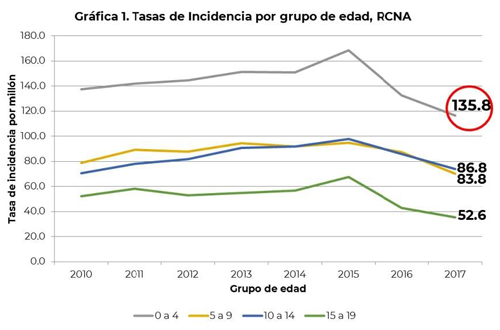 Gráfica 1. Tasas de Incidencia por grupo de edad, RCNA
Tasa de incidencia por millón
180.0
160.0
140.0
120.0
100.0
80.0
60.0
40.0
20.0
0.0
135.8
86.8
83.8
52.6
2010 2011 2012 2013 2014 2015 2016 2017
Grupo de edad
0 a 4 5 a 9 10 a 14 15 a 19